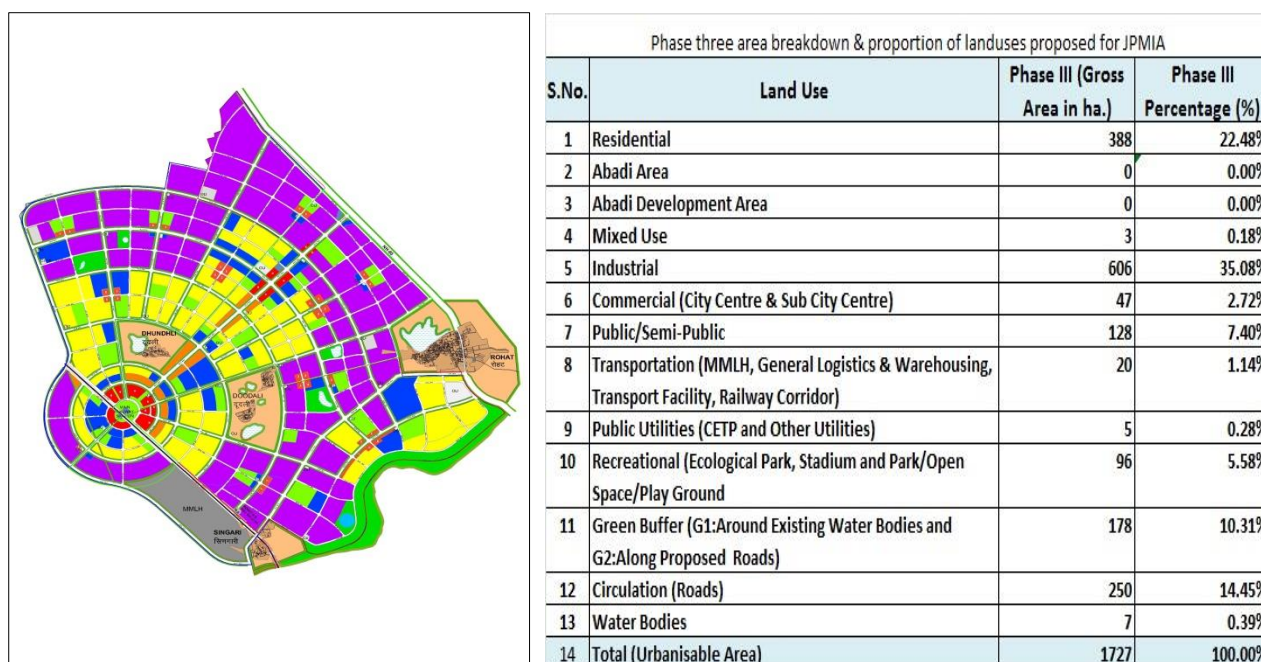 DHUNDHLI
ROHAT
रोहट
DOODALI
MMLH
SINGARI
Phase three area breakdown & proportion of landuses proposed for JPMIA
S.No. Land Use Phase III (Gross Area in ha.) Phase III Percentage (%)
1 Residential 388 22.48%
2 Abadi Area 0 0.00%
3 Abadi Development Area 0 0.00%
4 Mixed Use 3 0.18%
5 Industrial 606 35.08%
6 Commercial (City Centre & Sub City Centre) 47 2.72%
7 Public/Semi-Public 128 7.40%
8 Transportation (MMLH, General Logistics & Warehousing, 20 1.14%
Transport Facility, Railway Corridor)
9 Public Utilities (CETP and Other Utilities) 5 0.28%
10 Recreational (Ecological Park, Stadium and Park/Open 96 5.58%
Space/Play Ground
11 Green Buffer (G1:Around Existing Water Bodies and 178 10.31%
G2:Along Proposed Roads)
12 Circulation (Roads) 250 14.45%
13 Water Bodies 7 0.39%
14 Total (Urbanisable Area) 1727 100.00%